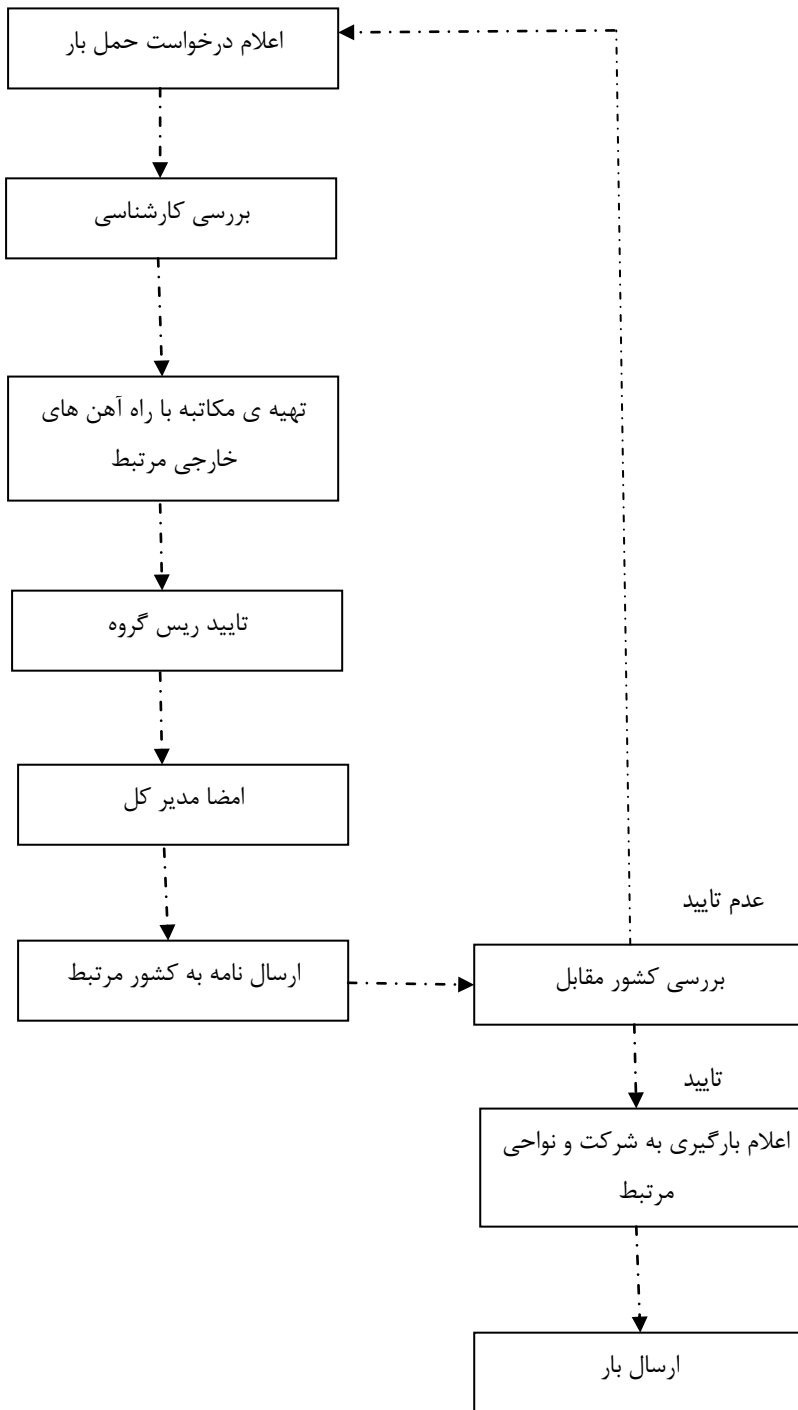 اعلام درخواست حمل بار
بررسی کارشناسی
تهیه ی مکاتبه با راه آهن های
خارجی مرتبط
تایید ریس گروه
امضا مدیر کل
ارسال نامه به کشور مرتبط
عدم تایید
بررسی کشور مقابل
تایید
اعلام بارگیری به شرکت و نواحی
مرتبط
ارسال بار